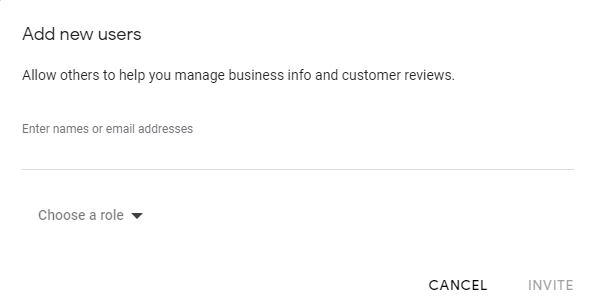 Add new users
Allow others to help you manage business info and customer reviews.
Enter names or email addresses
Choose a role
CANCEL INVITE